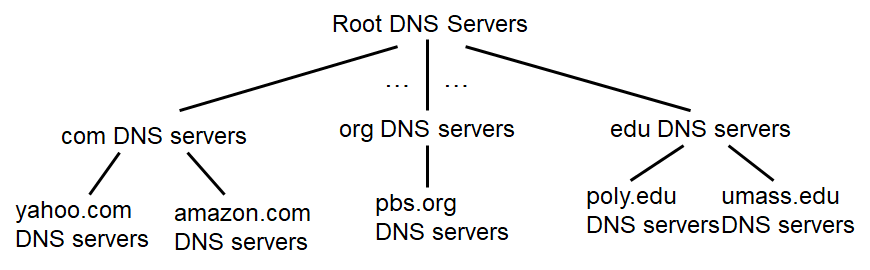 Root DNS Servers
… …
com DNS servers
org DNS servers
edu DNS servers
yahoo.com
DNS servers
amazon.com
DNS servers
pbs.org
DNS servers
poly.edu
DNS servers
umass.edu
DNS servers